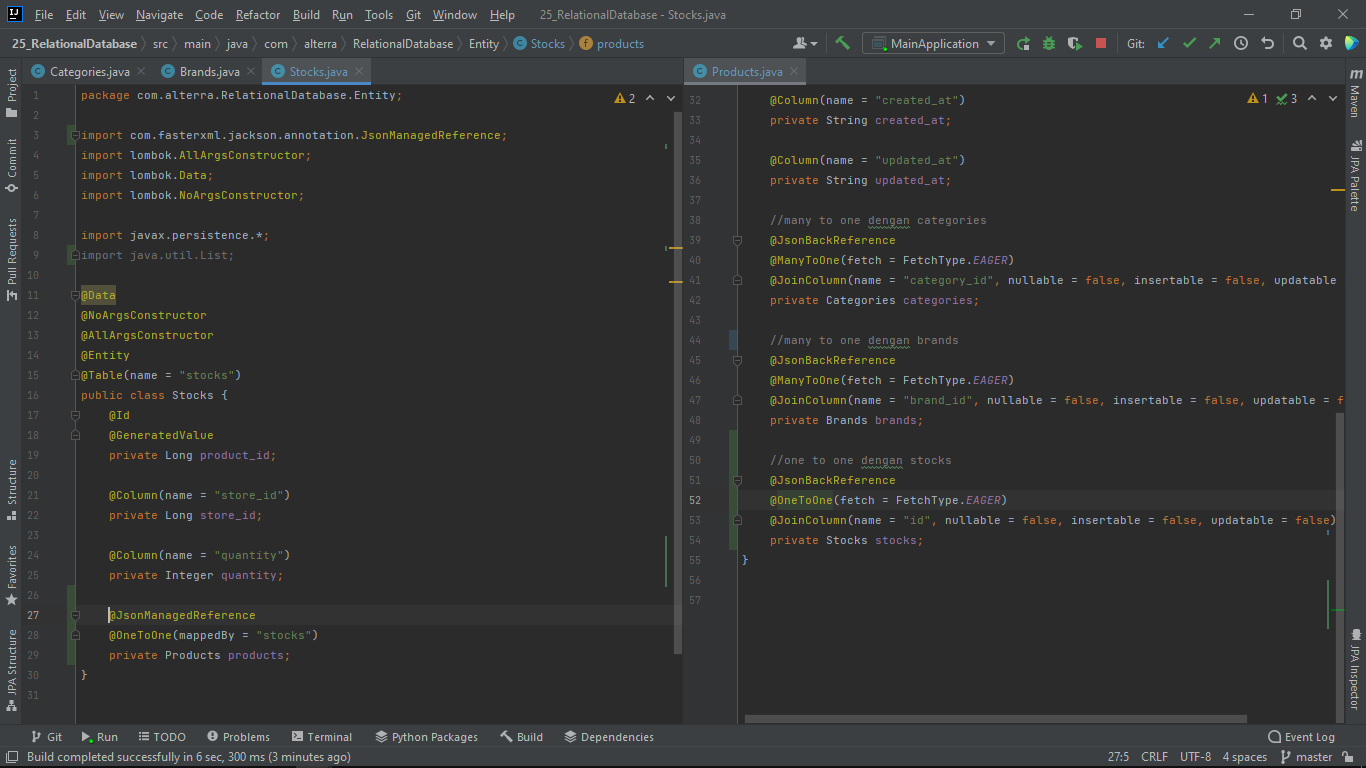 File Edit View Navigate Code Refactor Build Run Tools Git Window Help 25_RelationalDatabase - Stocks.java
25_RelationalDatabase src main java com alterra RelationalDatabase Entity Stocks products MainApplication Git:
Categories.java Brands.java Stocks.java Products.java
Project
Commit
Pull Requests
Structure
Favorites
JPA Structure
2
1 package com.alterra.RelationalDatabase.Entity;
2
3 import com.fasterxml.jackson.annotation.JsonManagedReference;
4 import lombok.AllArgsConstructor;
5 import lombok.Data;
6 import lombok.NoArgsConstructor;
7
8 import javax.persistence.*;
9 import java.util.List;
10
11 @Data
12 @NoArgsConstructor
13 @AllArgsConstructor
14 @Entity
15 @Table(name = "stocks")
16 public class Stocks {
17 @Id
18 @GeneratedValue
19 private Long product_id;
20
21 @Column(name = "store_id")
22 private Long store_id;
23
24 @Column(name = "quantity")
25 private Integer quantity;
26
27 @JsonManagedReference
28 @OneToOne(mappedBy = "stocks")
29 private Products products;
30 }
31
1 3
32 @Column(name = "created_at")
33 private String created_at;
34
35 @Column(name = "updated_at")
36 private String updated_at;
37
38 //many to one dengan categories
39 @JsonBackReference
40 @ManyToOne(fetch = FetchType.EAGER)
41 @JoinColumn(name = "category_id", nullable = false, insertable = false, updatable
42 private Categories categories;
43
44 //many to one dengan brands
45 @JsonBackReference
46 @ManyToOne(fetch = FetchType.EAGER)
47 @JoinColumn(name = "brand_id", nullable = false, insertable = false, updatable = f
48 private Brands brands;
49
50 //one to one dengan stocks
51 @JsonBackReference
52 @OneToOne(fetch = FetchType.EAGER)
53 @JoinColumn(name = "id", nullable = false, insertable = false, updatable = false)
54 private Stocks stocks;
55 }
56
57
m Maven
JPA Palette
JPA Inspector
Git Run TODO Problems Terminal Python Packages Build Dependencies Event Log
Build completed successfully in 6 sec, 300 ms (3 minutes ago) 27:5 CRLF UTF-8 4 spaces master